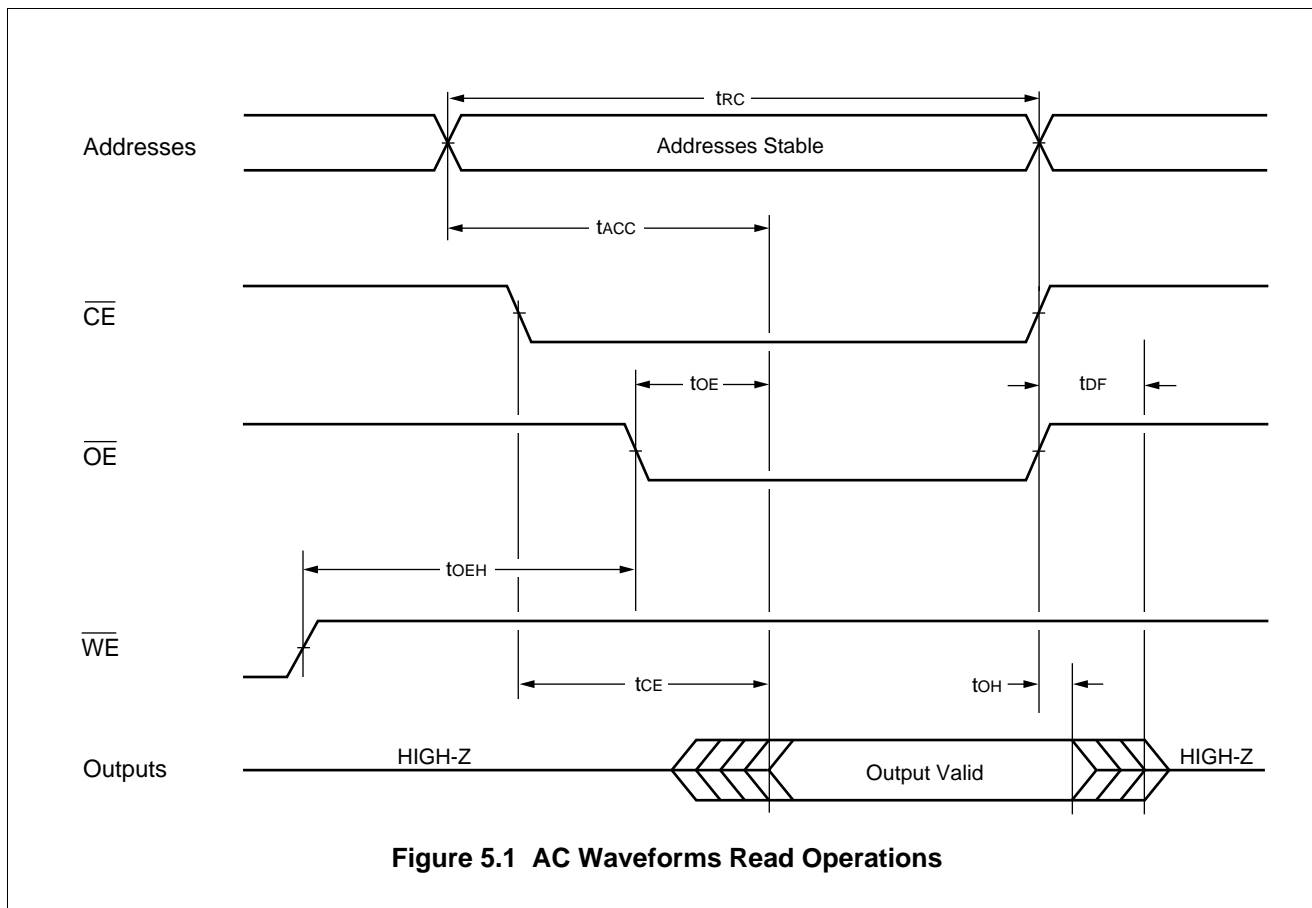 tRC
Addresses
Addresses Stable
tACC
CE
tOE
tDF
OE
tOEH
WE
tCE
tOH
HIGH-Z
HIGH-Z
Outputs
Output Valid
Figure 5.1 AC Waveforms Read Operations